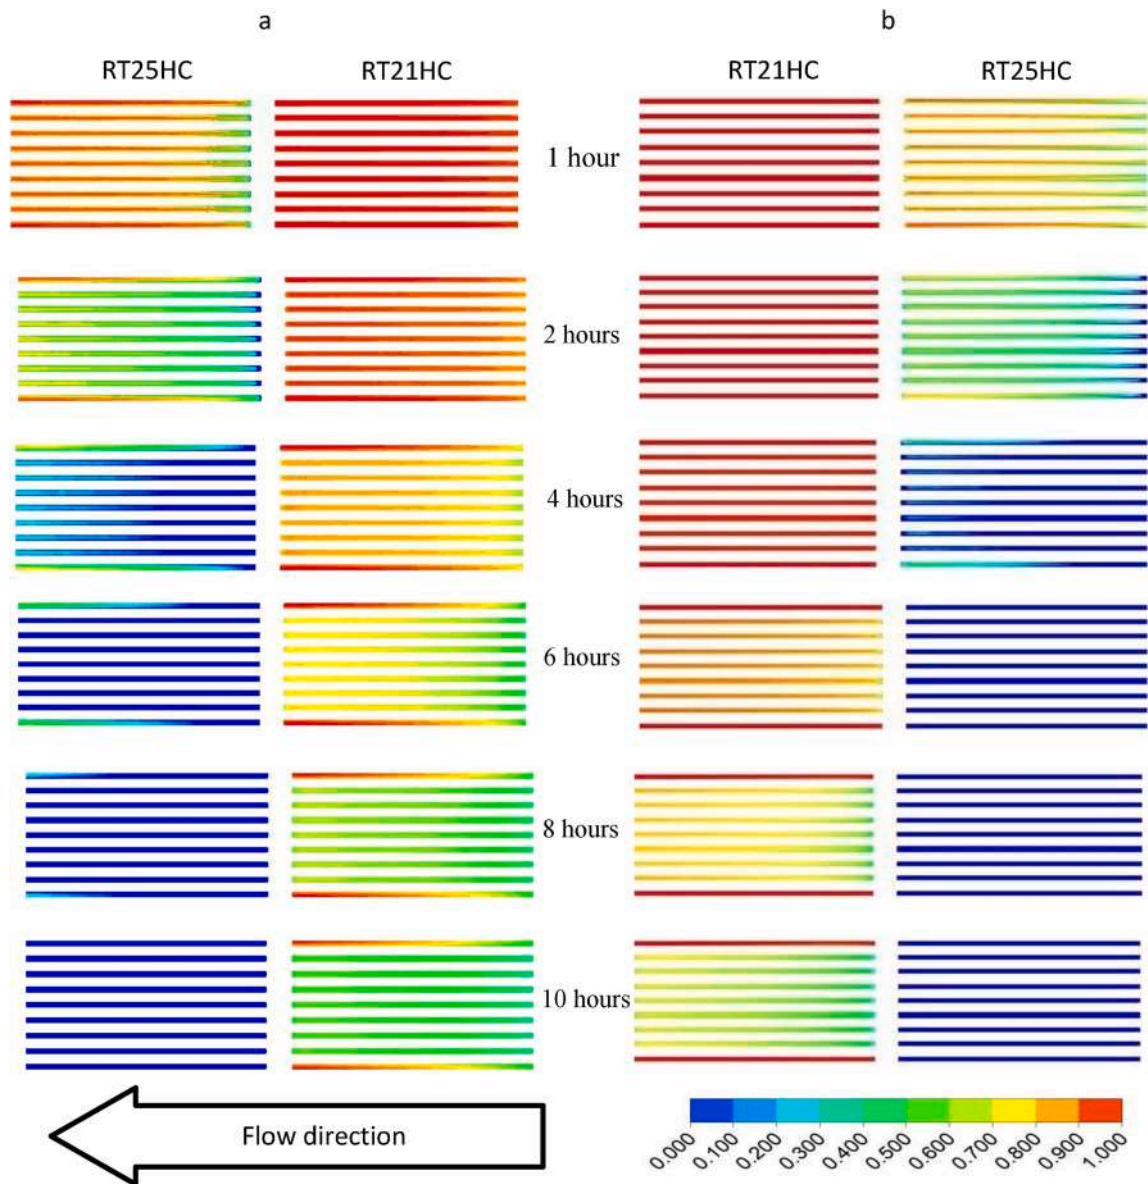 a b
RT25HC RT21HC RT21HC RT25HC
1 hour
2 hours
4 hours
6 hours
8 hours
10 hours
Flow direction
0.000 0.100 0.200 0.300 0.400 0.500 0.600 0.700 0.800 0.900 1.000